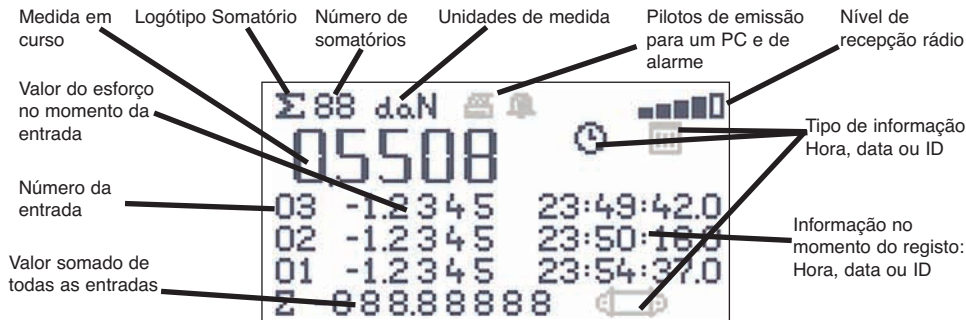 Medida em
curso
Logótipo Somatório
Número de
somatórios
Unidades de medida
Pilotos de emissão
para um PC e de
alarme
Nível de
recepção rádio
Valor do esforço
no momento da
entrada
Número da
entrada
Valor somado de
todas as entradas
Tipo de informação
Hora, data ou ID
Informação no
momento do registo:
Hora, data ou ID
Σ 88 daN
0.5508
03 -1.2345 23:49:42.0
02 -1.2345 23:50:18.0
01 -1.2345 23:54:37.0
Σ 888.88888